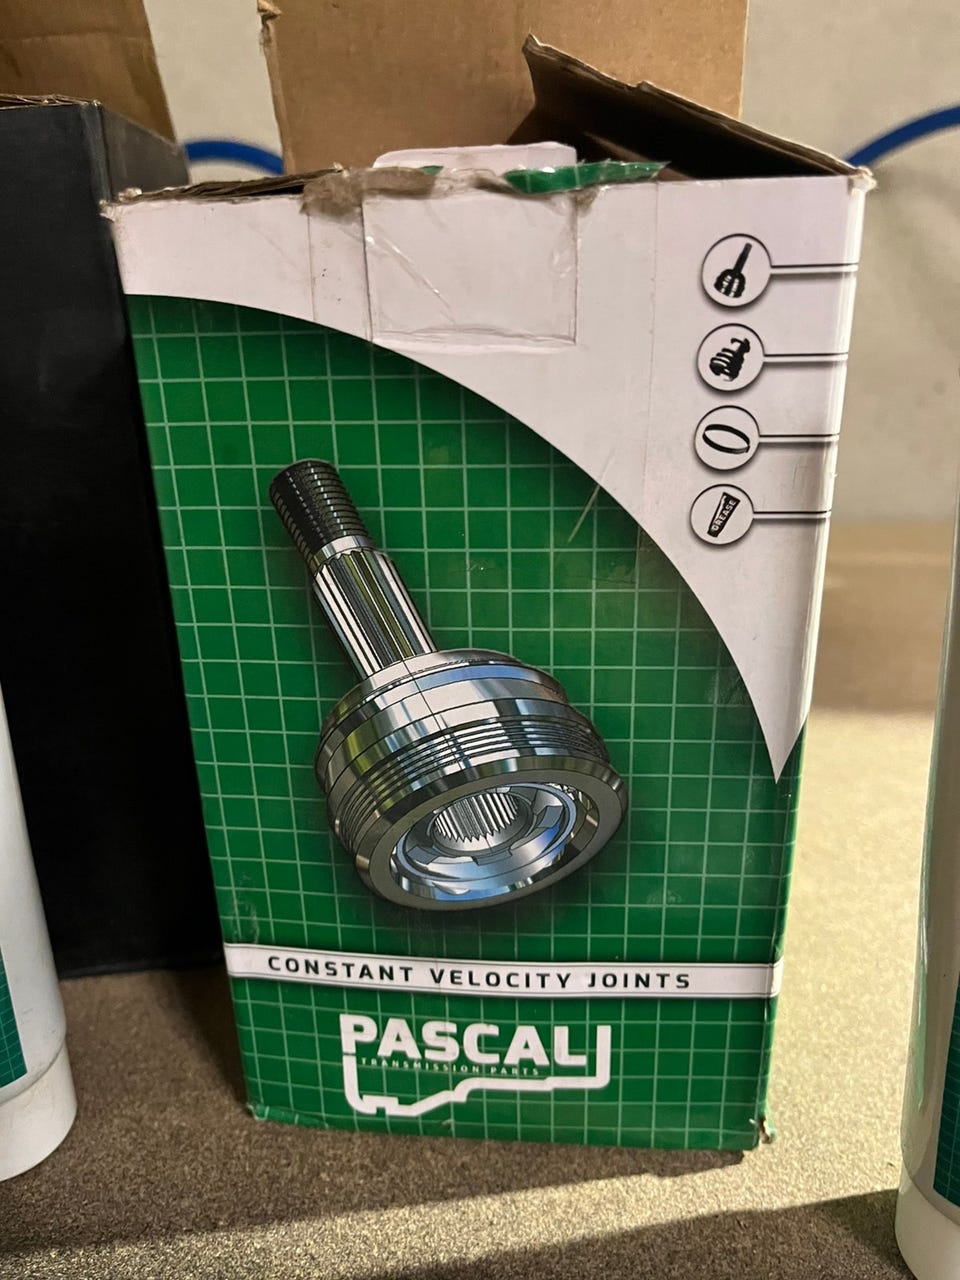 GREASE
CONSTANT VELOCITY JOINTS
PASCAL
TRANSMISSION PARTS